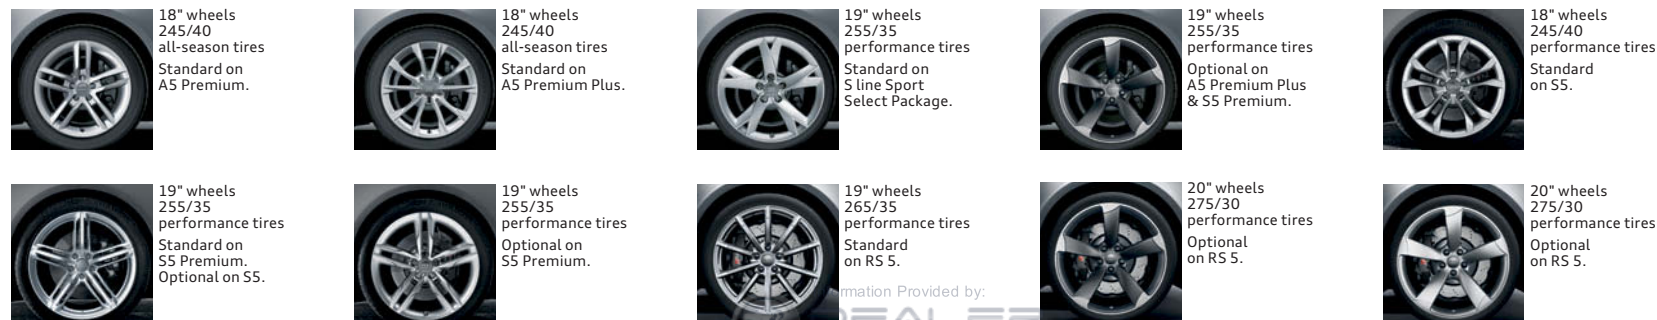 18" wheels
245/40
all-season tires
Standard on
A5 Premium.
18" wheels
245/40
all-season tires
Standard on
A5 Premium Plus.
19" wheels
255/35
performance tires
Standard on
S line Sport
Select Package.
19" wheels
255/35
performance tires
Optional on
A5 Premium Plus
& S5 Premium.
18" wheels
245/40
performance tires
Standard
on S5.
19" wheels
255/35
performance tires
Standard on
S5 Premium.
Optional on S5.
19" wheels
255/35
performance tires
Optional on
S5 Premium.
19" wheels
265/35
performance tires
Standard
on RS 5.
20" wheels
275/30
performance tires
Optional
on RS 5.
20" wheels
275/30
performance tires
Optional
on RS 5.
Provided by: